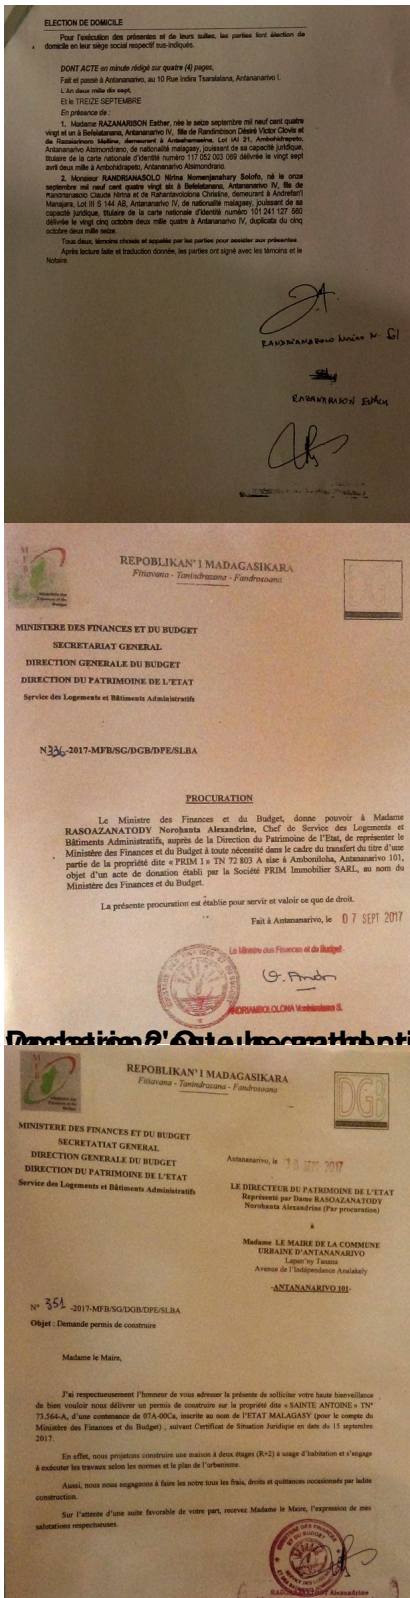 ELECTION DE DOMICILE
Pour l'exécution des présentes et de leurs suites, les parties font élection de
domicile en leur siège social respectif sus-indiqués.
DONT ACTE en minute rédigé sur quatre (4) pages,
Fait et passé à Antananarivo, au 10 Rue Indira Tsaralalana, Antananarivo I.
L'An deux mille dix sept,
Et le TREIZE SEPTEMBRE
En présence de :
1. Madame RAZANARISON Esther, née le seize septembre mil neuf cent quatre
vingt et un à Befelatanana, Antananarivo IV, fille de Randimbison Désiré Victor Clovis et
de Razasiarinoro Meline, demeurant à Antsahameina, Lot IAI 21, Ambohidrapeto,
Antananarivo Atsimondrano, de nationalité malagasy, jouissant de sa capacité juridique,
titulaire de la carte nationale d'identité numéro 117 052 003 069 délivrée le vingt sept
avril deux mille à Ambohidrapeto, Antananarivo Atsimondrano.
2. Monsieur RANDRIANASOLO Nirina Nomenjanahary Solofo, né le onze
septembre mil neuf cent quatre vingt six à Befelatanana, Antananarivo IV, fils de
Randrianasolo Claude Nirma et de Rahantavololona Christine, demeurant à Andrefan'i
Manajara, Lot III S 144 AB, Antananarivo IV, de nationalité malagasy, jouissant de sa
capacité juridique, titulaire de la carte nationale d'identité numéro 101 241 127 560
délivrée le vingt cinq octobre deux mille quatre à Antananarivo IV, duplicata du cinq
octobre deux mille seize.
Tous deux, témoins choisis et appelés par les parties pour assister aux présentes
Après lecture faite et traduction donnée, les parties ont signé avec les témoins et le
Notaire.
RANDRIANASOLO Nirina N. Sol
RAZANARISON Esther
MFB
REPOBLIKAN' I MADAGASIKARA
Fitiavana - Tanindrazana - Fandrosoana
DGB
MINISTERE DES FINANCES ET DU BUDGET
SECRETARIAT GENERAL
DIRECTION GENERALE DU BUDGET
DIRECTION DU PATRIMOINE DE L'ETAT
Service des Logements et Bâtiments Administratifs
N 336-2017-MFB/SG/DGB/DPE/SLBA
PROCURATION
Le Ministre des Finances et du Budget, donne pouvoir à Madame
RASOAZANATODY Norohanta Alexandrine, Chef de Service des Logements et
Bâtiments Administratifs, auprès de la Direction du Patrimoine de l'Etat, de représenter le
Ministère des Finances et du Budget à toute nécessité dans le cadre du transfert du titre d'une
partie de la propriété dite « PRIM I » TN 72 803 A sise à Amboniloha, Antananarivo 101,
objet d'un acte de donation établi par la Société PRIM Immobilier SARL, au nom du
Ministère des Finances et du Budget.
La présente procuration est établie pour servir et valoir ce que de droit.
Fait à Antananarivo, le 07 SEPT 2017
Le Ministre des Finances et du Budget
ANDRIAMBOLOLONA Vonintsalama S.
MFB
REPOBLIKAN' I MADAGASIKARA
Fitiavana - Tanindrazana - Fandrosoana
DGB
MINISTERE DES FINANCES ET DU BUDGET
SECRETATIAT GENERAL
DIRECTION GENERALE DU BUDGET
DIRECTION DU PATRIMOINE DE L'ETAT
Service des Logements et Bâtiments Administratifs
Antananarivo, le 18 SEPT 2017
LE DIRECTEUR DU PATRIMOINE DE L'ETAT
Représenté par Dame RASOAZANATODY
Norohanta Alexandrine (Par procuration)
à
Madame LE MAIRE DE LA COMMUNE
URBAINE D'ANTANANARIVO
Lapan'ny Tanana
Avenue de l'Indépendance Analakely
-ANTANANARIVO 101-
N° 351 -2017-MFB/SG/DGB/DPE/SLBA
Objet : Demande permis de construire
Madame le Maire,
J'ai respectueusement l'honneur de vous adresser la présente de solliciter votre haute bienveillance
de bien vouloir nous délivrer un permis de construire sur la propriété dite « SAINTE ANTOINE » TN°
73.564-A, d'une contenance de 07A-00Ca, inscrite au nom de l'ETAT MALAGASY (pour le compte du
Ministère des Finances et du Budget) , suivant Certificat de Situation Juridique en date du 15 septembre
2017.
En effet, nous projetons construire une maison à deux étages (R+2) à usage d'habitation et s'engage
à exécuter les travaux selon les normes et le plan de l'urbanisme.
Aussi, nous nous engageons à faire les notre tous les frais, droits et quittances occasionnés par ladite
construction.
Sur l'attente d'une suite favorable de votre part, recevez Madame le Maire, l'expression de mes
salutations respectueuses.
RASOAZANATODY Alexandrine